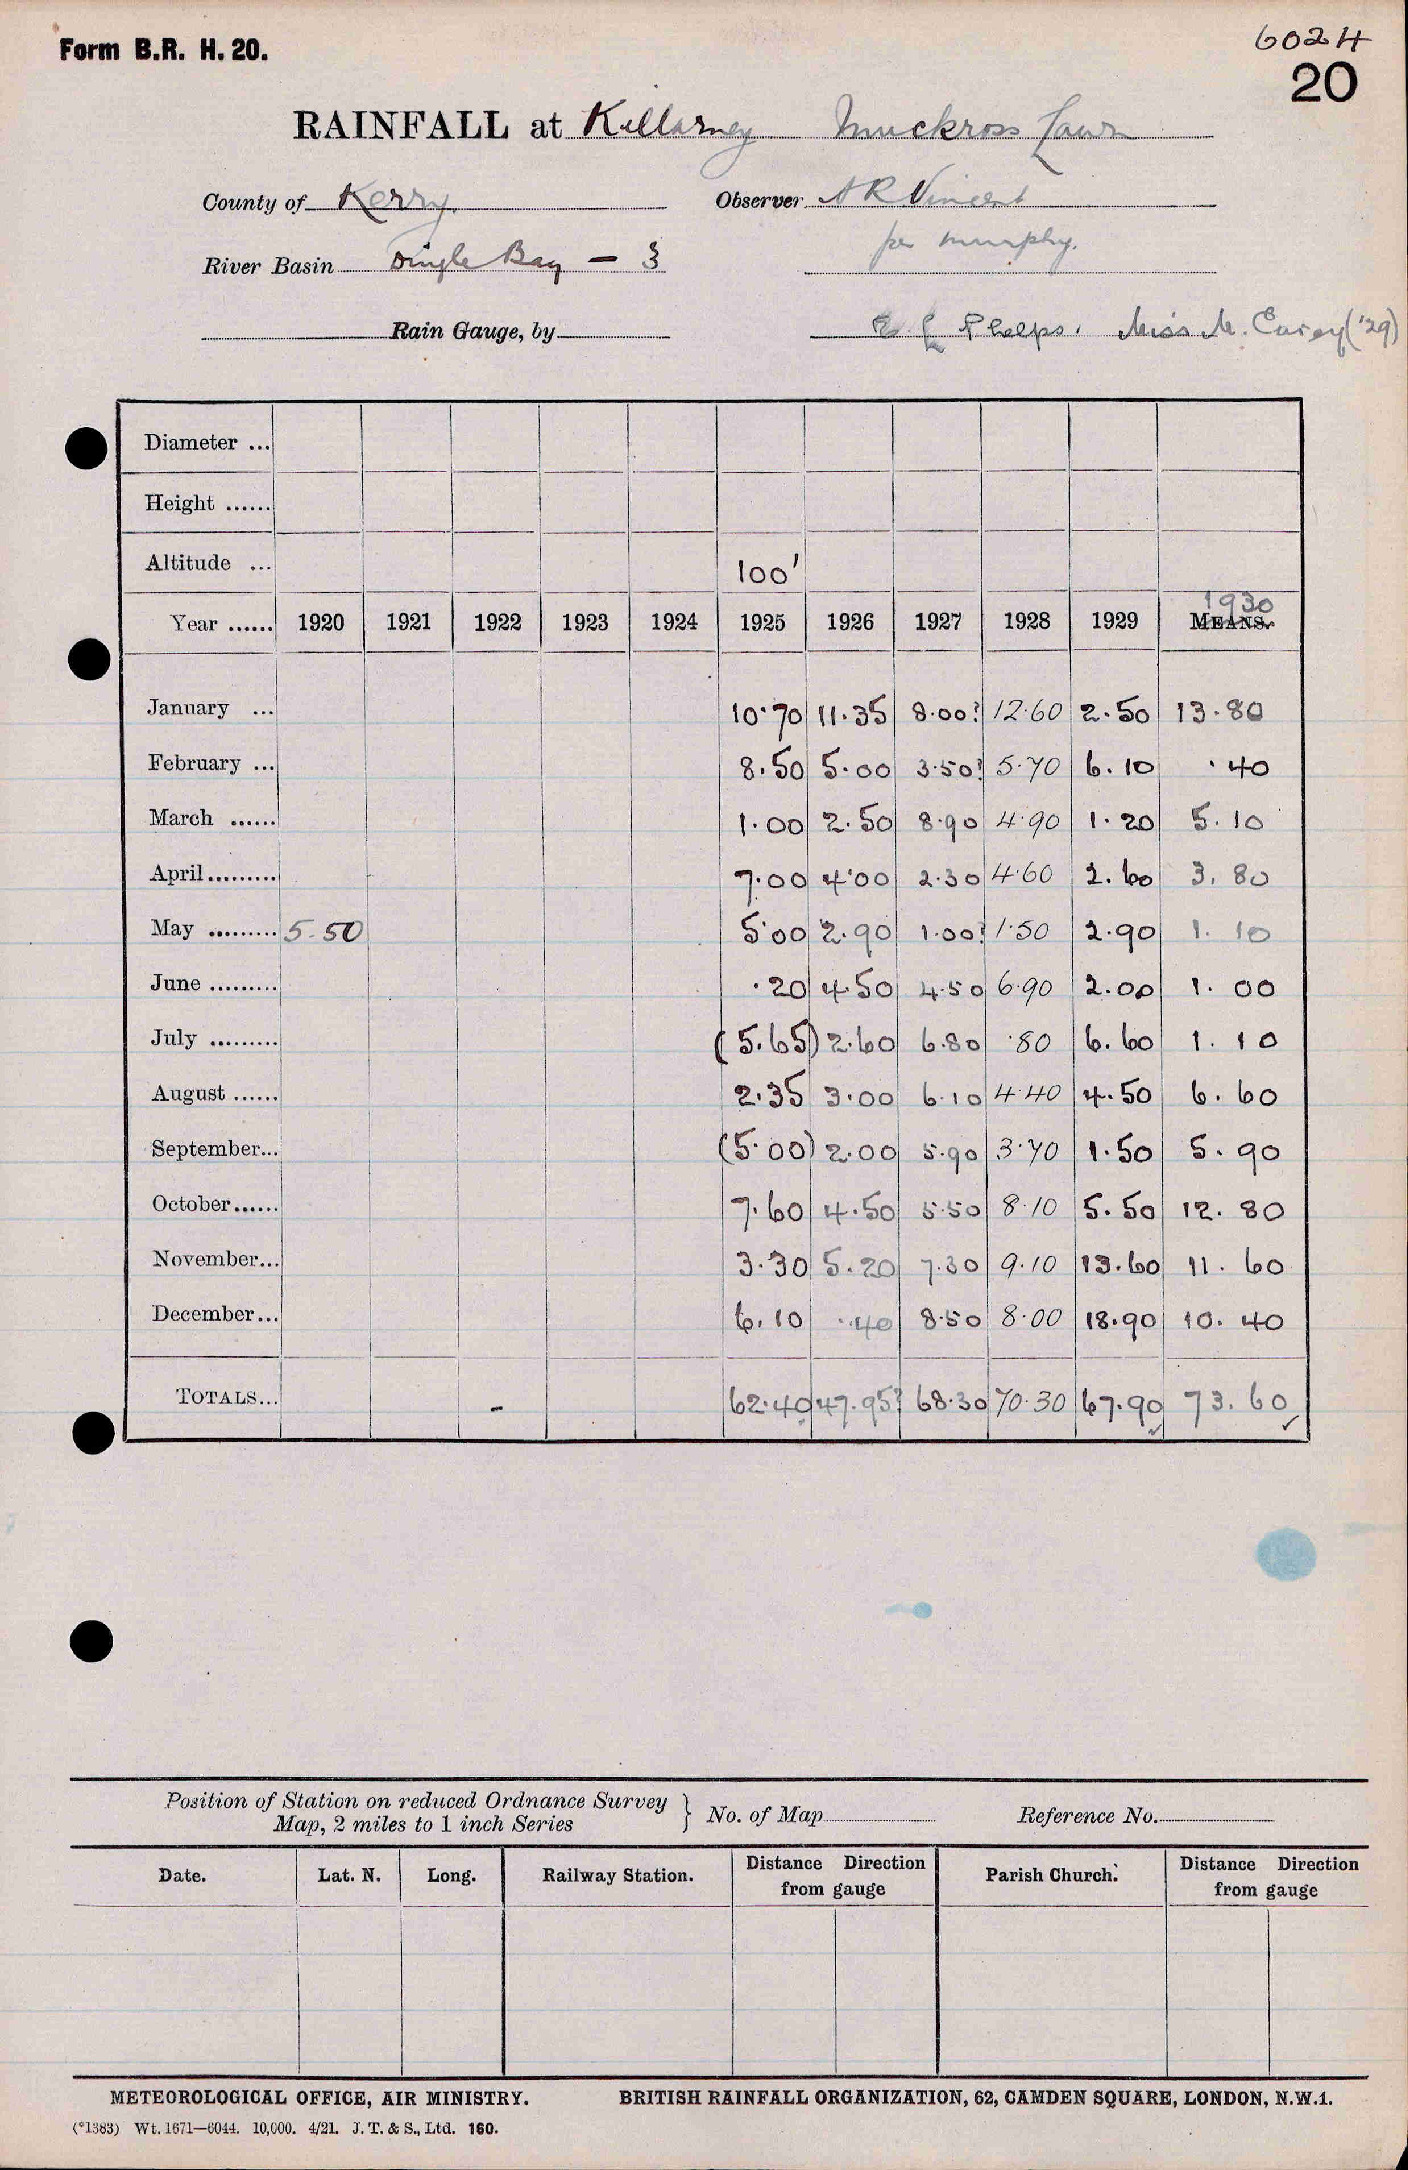 Form B.R. H. 20.
6024
20
RAINFALL at Killarney Muckross Lawn
County of Kerry. Observer A R Vincent
per Murphy.
River Basin Dingle Bay — 3
Rain Gauge, by Phelps. Miss M. ('29)
Diameter ...
Height ......
Altitude ... 100'
Year ...... 1920 1921 1922 1923 1924 1925 1926 1927 1928 1929 MEANS. 1930
January ... 10.70 11.35 8.00? 12.60 2.50 13.80
February ... 8.50 5.00 3.50? 5.70 6.10 .40
March ...... 1.00 2.50 8.90 4.90 1.20 5.10
April ......... 7.00 4.00 2.30 4.60 2.60 3.80
May ......... 5.50 5.00 2.90 1.00? 1.50 2.90 1.10
June ......... .20 4.50 4.50 6.90 2.00 1.00
July ......... (5.65) 2.60 6.80 .80 6.60 1.10
August ...... 2.35 3.00 6.10 4.40 4.50 6.60
September... (5.00) 2.00 5.90 3.70 1.50 5.90
October...... 7.60 4.50 5.50 8.10 5.50 12.80
November... 3.30 5.20 7.30 9.10 13.60 11.60
December... 6.10 .40 8.50 8.00 18.90 10.40
TOTALS... - 62.40 47.95? 68.30 70.30 67.90 73.60
Position of Station on reduced Ordnance Survey
Map, 2 miles to 1 inch Series } No. of Map Reference No.
Date. Lat. N. Long. Railway Station. Distance Direction from gauge Parish Church. Distance Direction from gauge
METEOROLOGICAL OFFICE, AIR MINISTRY. BRITISH RAINFALL ORGANIZATION, 62, CAMDEN SQUARE, LONDON, N.W.1.
(*1383) Wt. 1671—6044. 10,000. 4/21. J. T. & S., Ltd. 160.